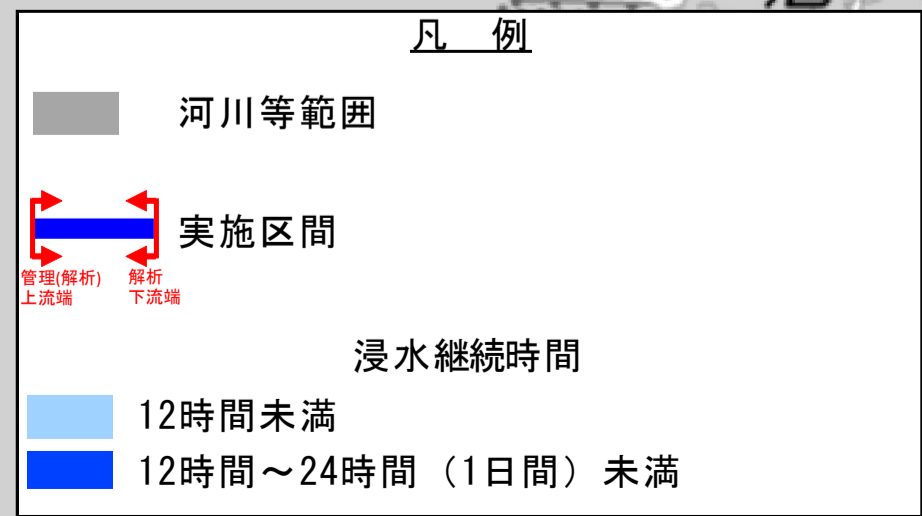 凡　例
河川等範囲
実施区間
管理(解析)
上流端
解析
下流端
浸水継続時間
12時間未満
12時間～24時間（1日間）未満